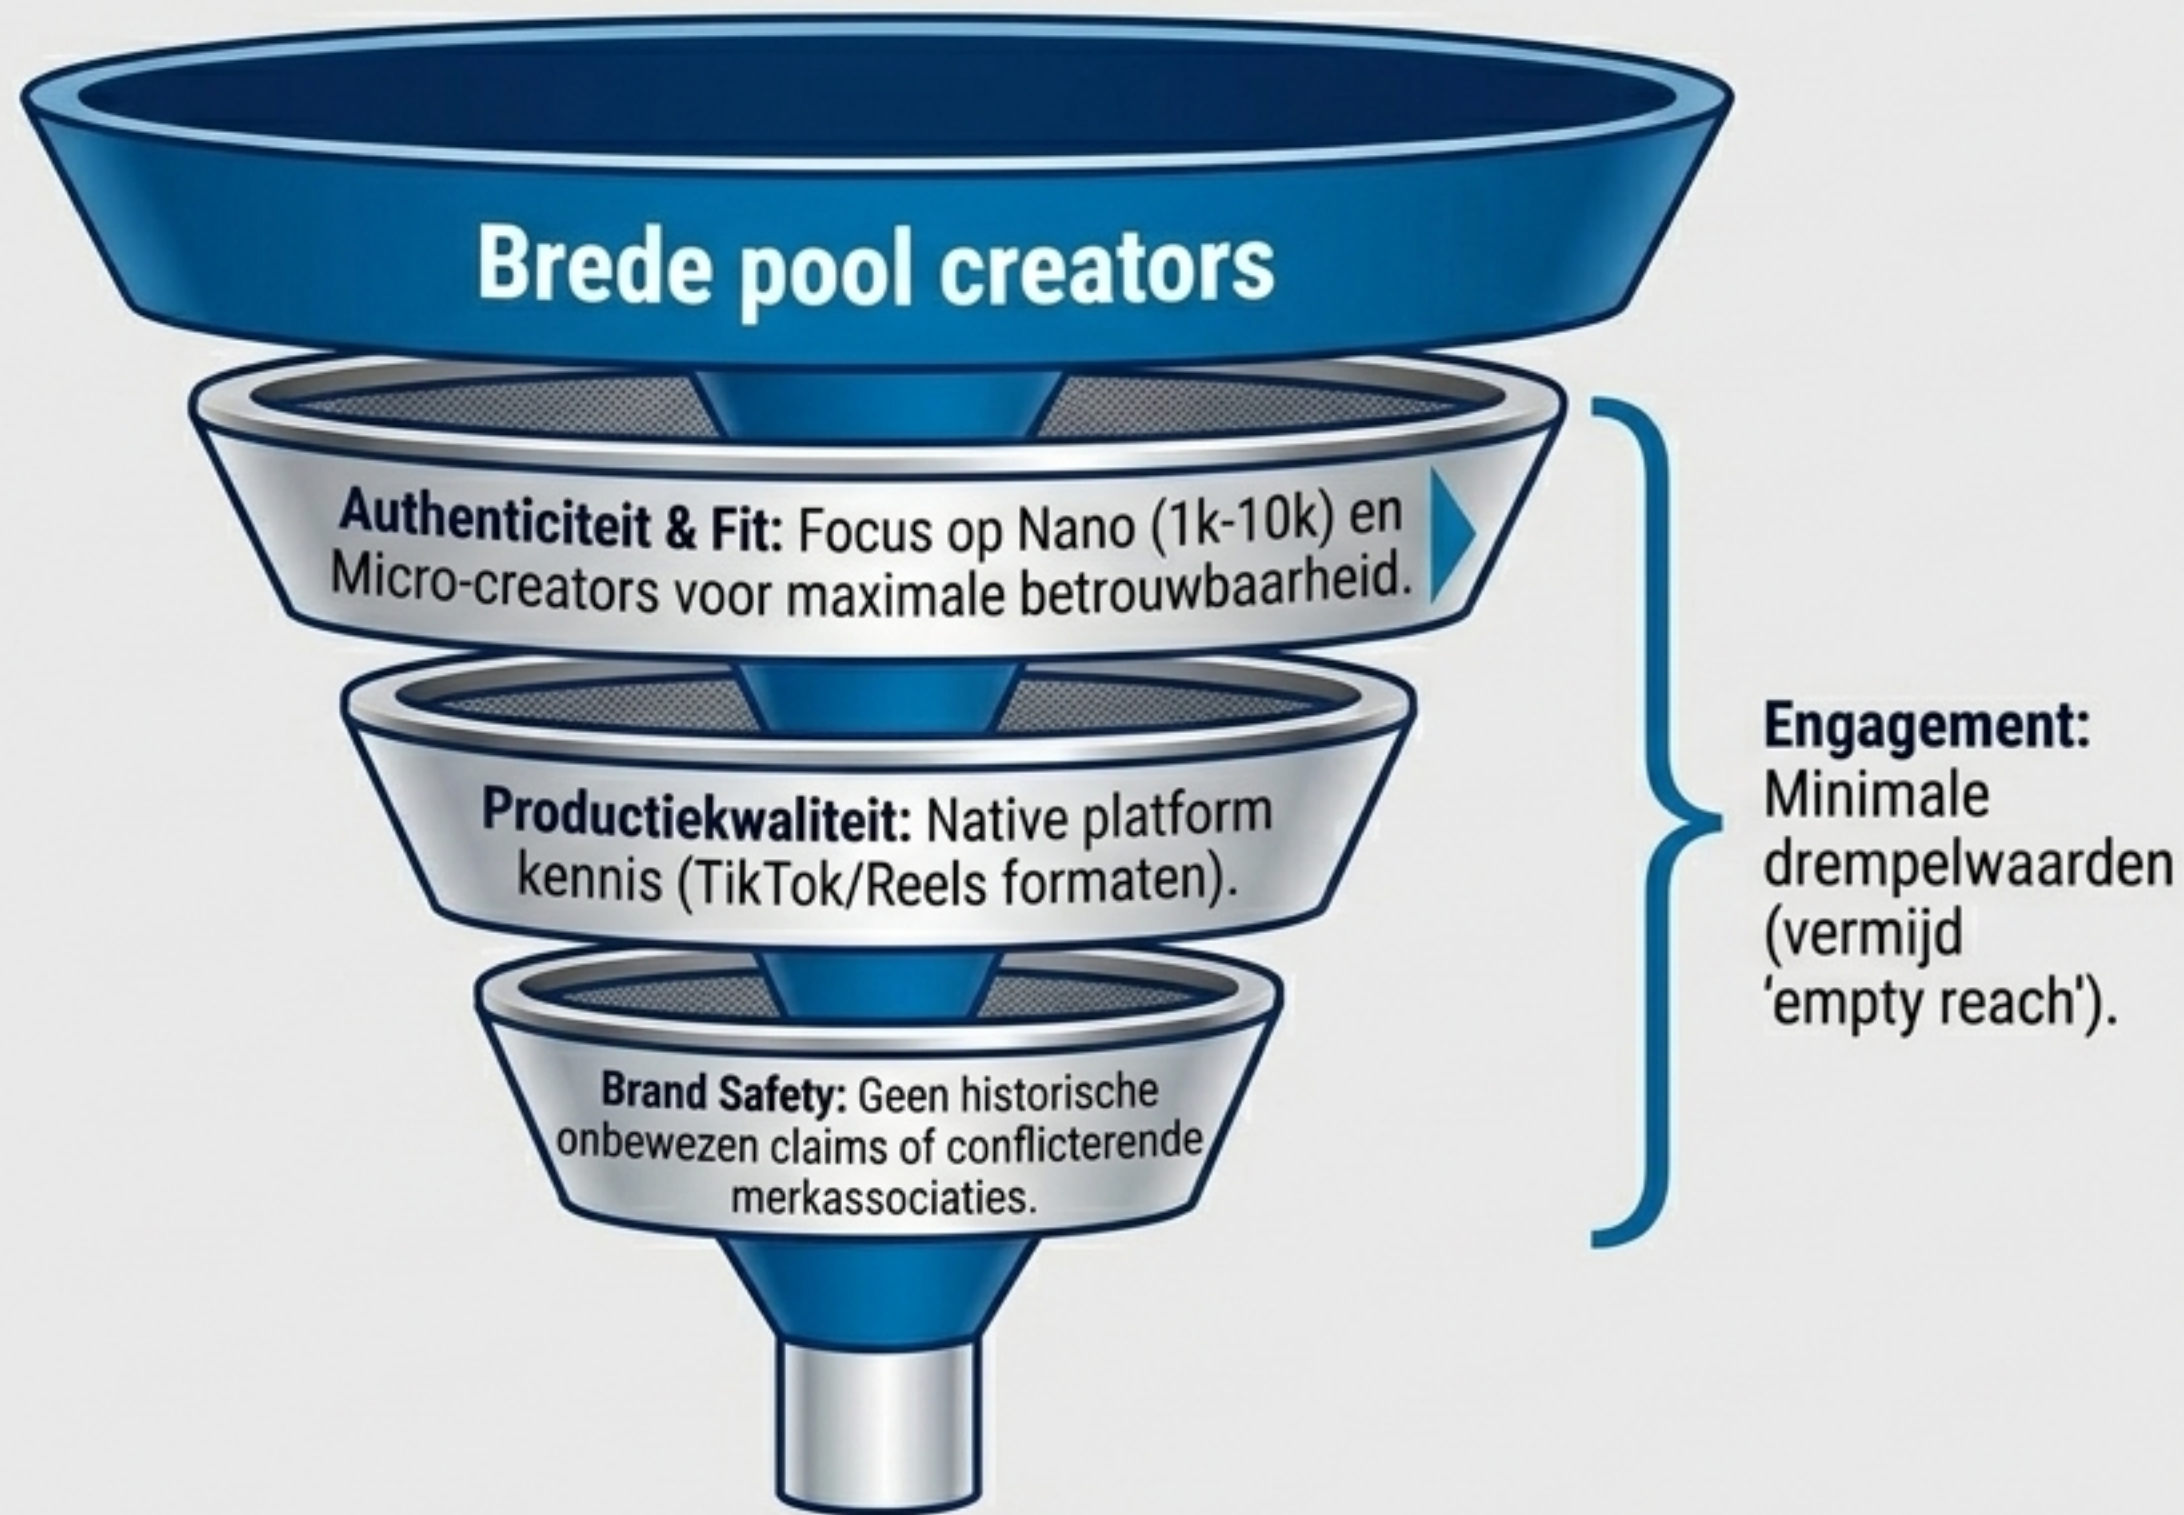 Brede pool creators
Authenticiteit & Fit: Focus op Nano (1k-10k) en
Micro-creators voor maximale betrouwbaarheid.
Productiekwaliteit: Native platform
kennis (TikTok/Reels formaten).
Brand Safety: Geen historische
onbewezen claims of conflicterende
merkassociaties.
Engagement:
Minimale
drempelwaarden
(vermijd
‘empty reach').